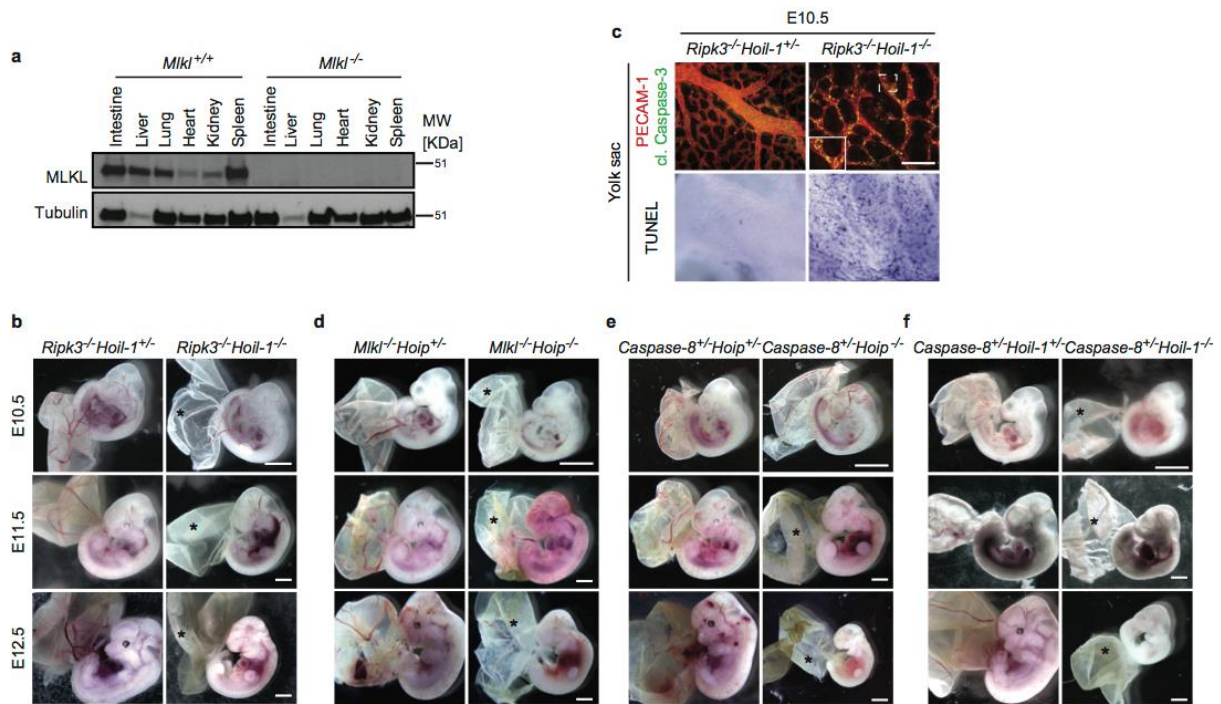 a
Mlkl+/+ Mlkl-/-
Intestine Liver Lung Heart Kidney Spleen Intestine Liver Lung Heart Kidney Spleen
MW
[KDa]
MLKL 51
Tubulin 51
c
E10.5
Ripk3-/-Hoil-1+/- Ripk3-/-Hoil-1-/-
Yolk sac
PECAM-1
cl. Caspase-3
TUNEL
b
Ripk3-/-Hoil-1+/- Ripk3-/-Hoil-1-/-
E10.5
*
E11.5
*
E12.5
*
d
Mlkl-/-Hoip+/- Mlkl-/-Hoip-/-
*
*
*
e
Caspase-8+/-Hoip+/- Caspase-8+/-Hoip-/-
*
*
*
f
Caspase-8+/-Hoil-1+/- Caspase-8+/-Hoil-1-/-
*
*
*